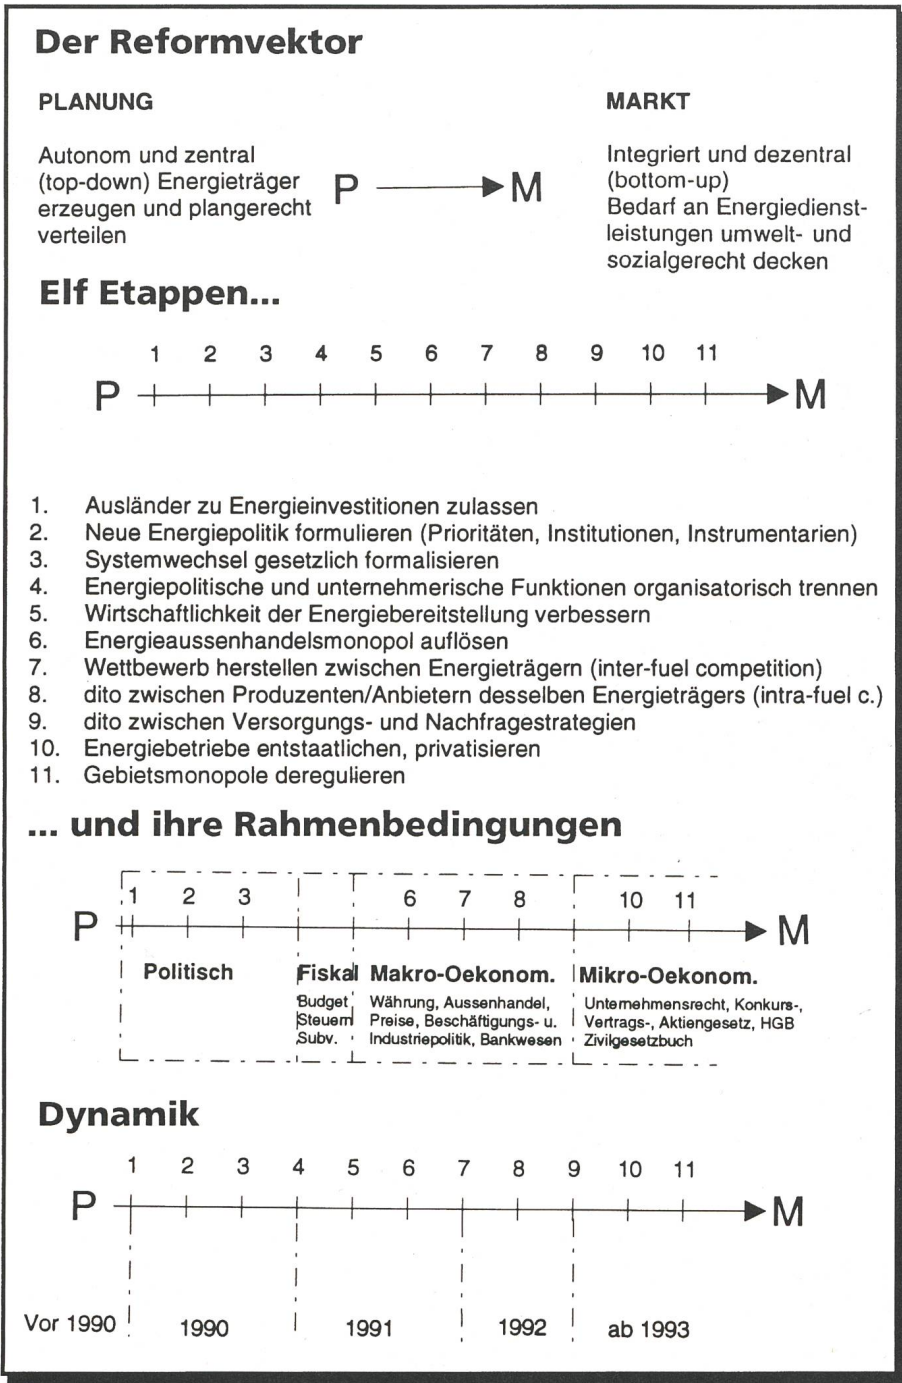 Der Reformvektor
PLANUNG
Autonom und zentral
(top-down) Energieträger
erzeugen und plangerecht
verteilen
P M
MARKT
Integriert und dezentral
(bottom-up)
Bedarf an Energiedienst-
leistungen umwelt- und
sozialgerecht decken
Elf Etappen...
1 2 3 4 5 6 7 8 9 10 11
P M
1. Ausländer zu Energieinvestitionen zulassen
2. Neue Energiepolitik formulieren (Prioritäten, Institutionen, Instrumentarien)
3. Systemwechsel gesetzlich formalisieren
4. Energiepolitische und unternehmerische Funktionen organisatorisch trennen
5. Wirtschaftlichkeit der Energiebereitstellung verbessern
6. Energieaussenhandelsmonopol auflösen
7. Wettbewerb herstellen zwischen Energieträgern (inter-fuel competition)
8. dito zwischen Produzenten/Anbietern desselben Energieträgers (intra-fuel c.)
9. dito zwischen Versorgungs- und Nachfragestrategien
10. Energiebetriebe entstaatlichen, privatisieren
11. Gebietsmonopole deregulieren
... und ihre Rahmenbedingungen
1 2 3 6 7 8 10 11
P M
Politisch
Fiskal
Budget
Steuern
Subv.
Makro-Oekonom.
Währung, Aussenhandel,
Preise, Beschäftigungs- u.
Industriepolitik, Bankwesen
Mikro-Oekonom.
Unternehmensrecht, Konkurs-,
Vertrags-, Aktiengesetz, HGB
Zivilgesetzbuch
Dynamik
1 2 3 4 5 6 7 8 9 10 11
P M
Vor 1990 1990 1991 1992 ab 1993